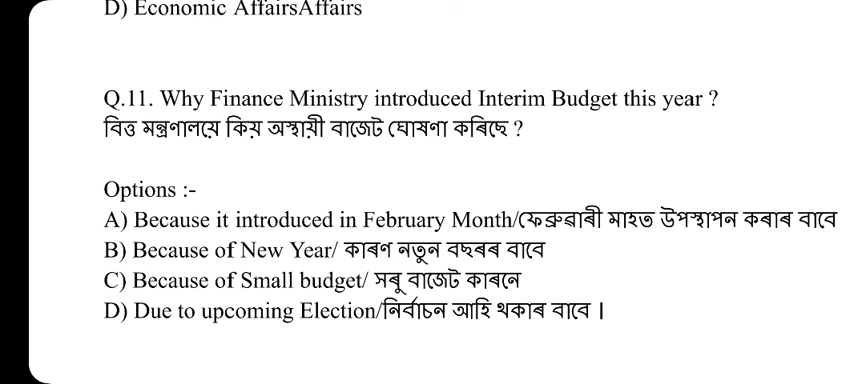 D) Economic AffairsAffairs
Q.11. Why Finance Ministry introduced Interim Budget this year ?
বিত্ত মন্ত্ৰণালয়ে কিয় অস্থায়ী বাজেট ঘোষণা কৰিছে ?
Options :-
A) Because it introduced in February Month/ফেব্ৰুৱাৰী মাহত উপস্থাপন কৰাৰ বাবে
B) Because of New Year/ কাৰণ নতুন বছৰৰ বাবে
C) Because of Small budget/ সৰু বাজেট কাৰনে
D) Due to upcoming Election/নিৰ্বাচন আহি থকাৰ বাবে ।